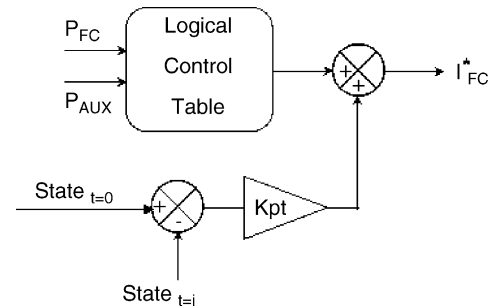 P_FC
P_AUX
Logical
Control
Table
+
+
I*_FC
State t=0
+
-
Kpt
State t=i